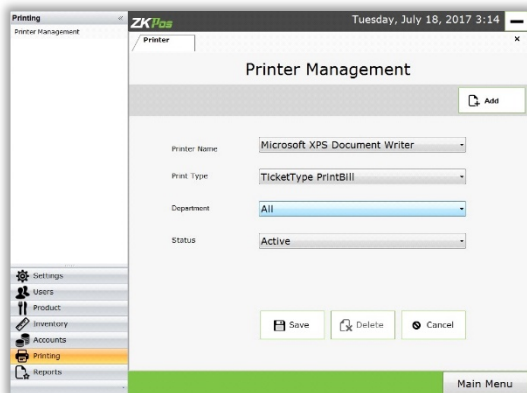 Printing
Printer Management
Settings
Users
Product
Inventory
Accounts
Printing
Reports
ZKPos
Tuesday, July 18, 2017 3:14
Printer
Printer Management
Add
Printer Name
Microsoft XPS Document Writer
Print Type
TicketType PrintBill
Department
All
Status
Active
Save
Delete
Cancel
Main Menu